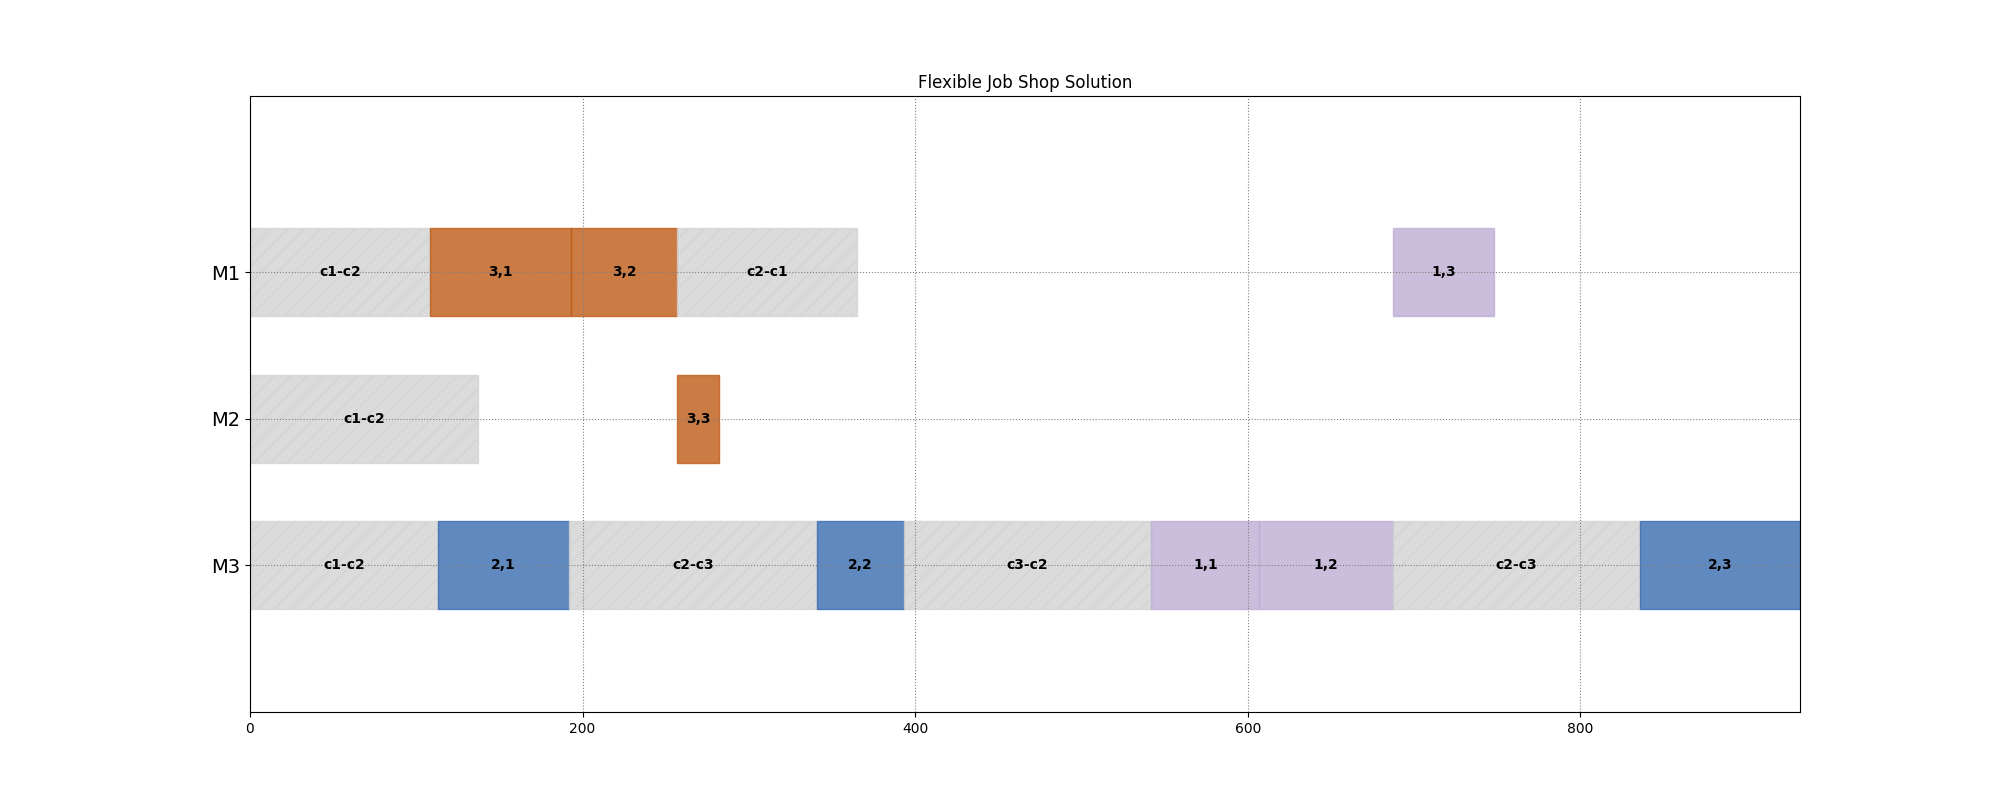 Flexible Job Shop Solution
M1
c1-c2 3,1 3,2 c2-c1 1,3
M2
c1-c2 3,3
M3
c1-c2 2,1 c2-c3 2,2 c3-c2 1,1 1,2 c2-c3 2,3
0 200 400 600 800